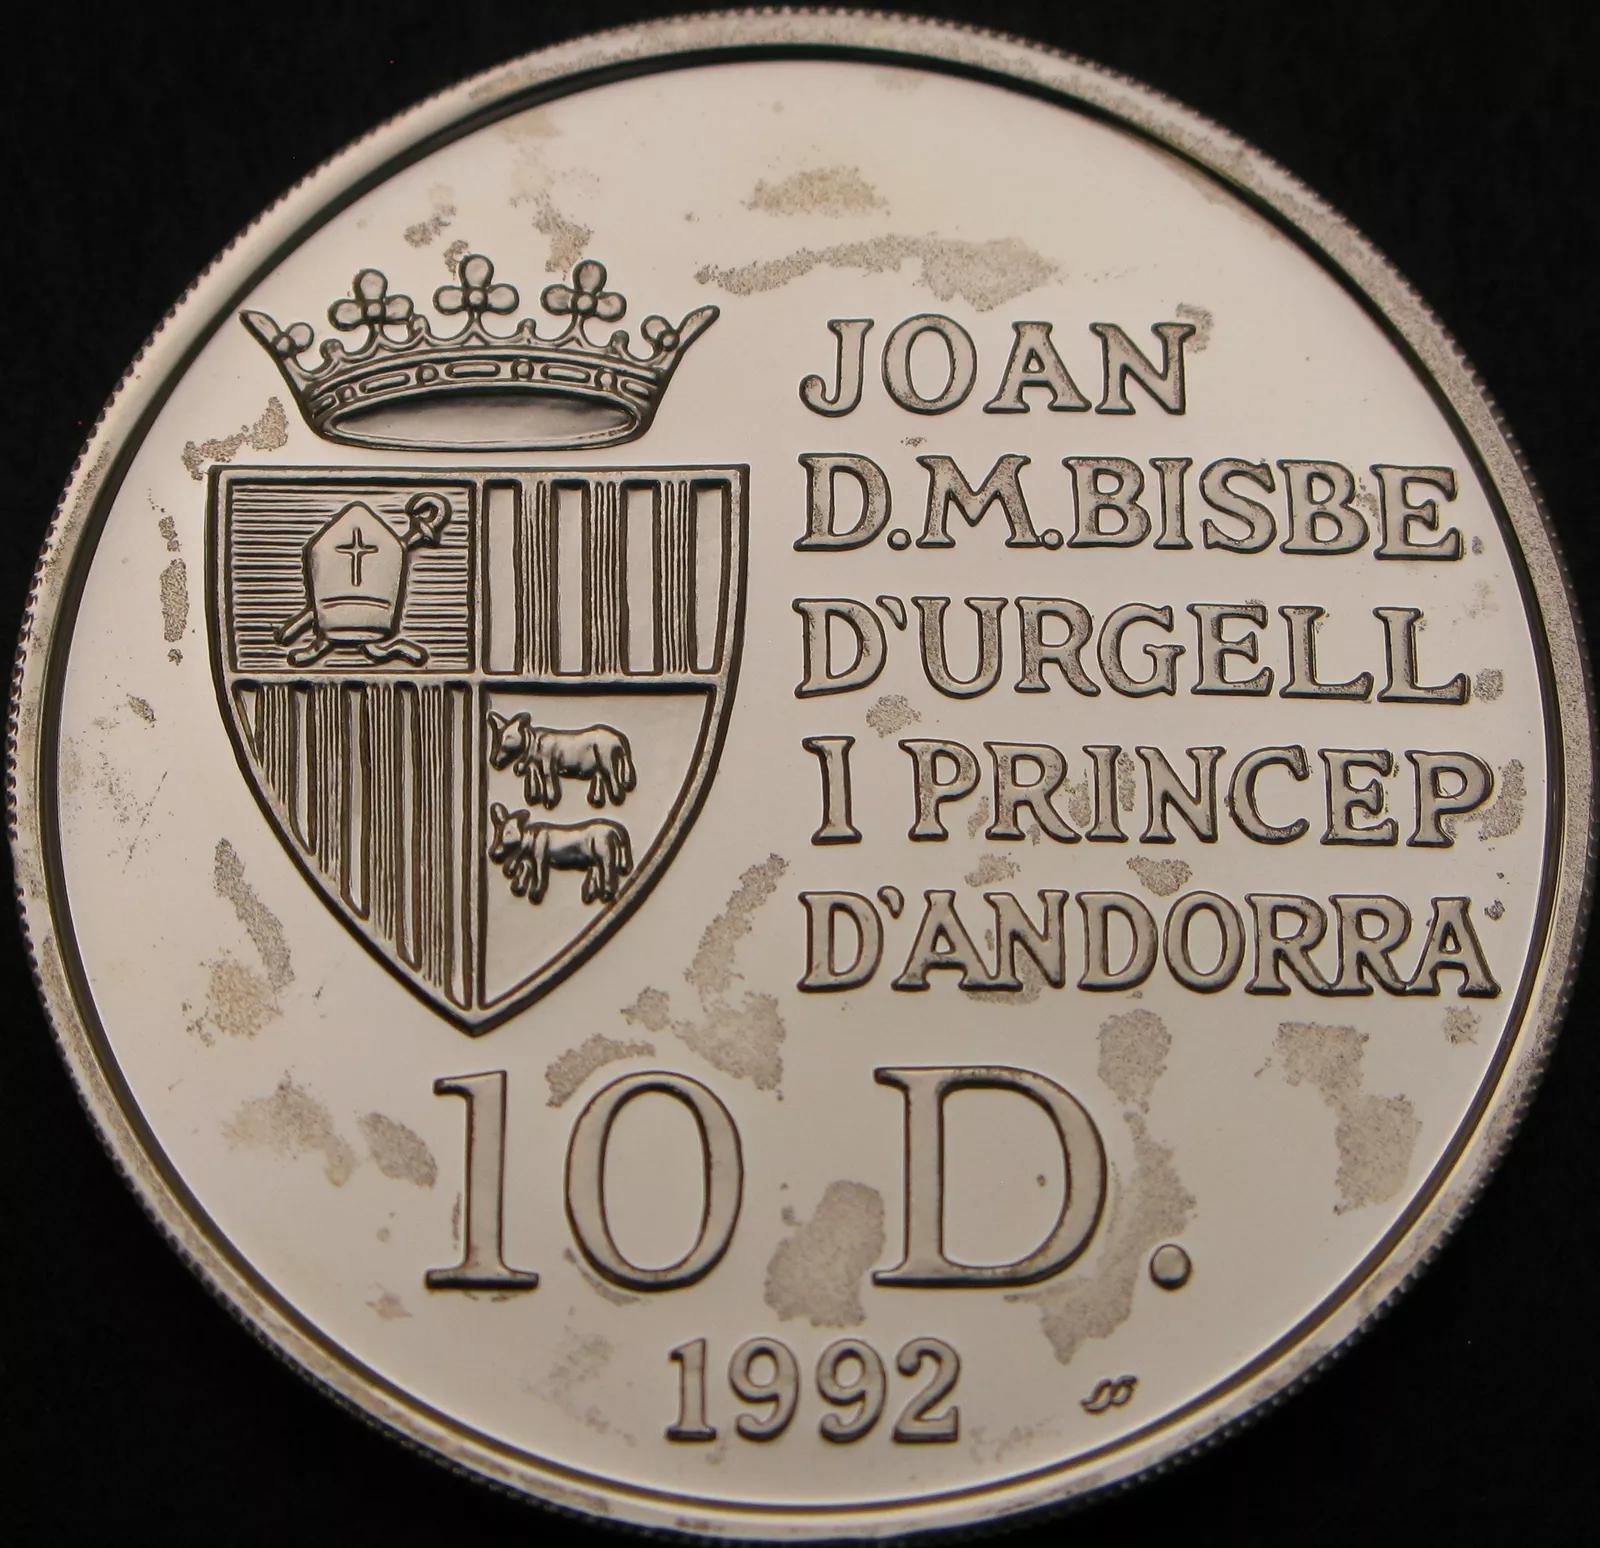 JOAN
D.M.BISBE
D'URGELL
I PRINCEP
D'ANDORRA
10 D.
1992